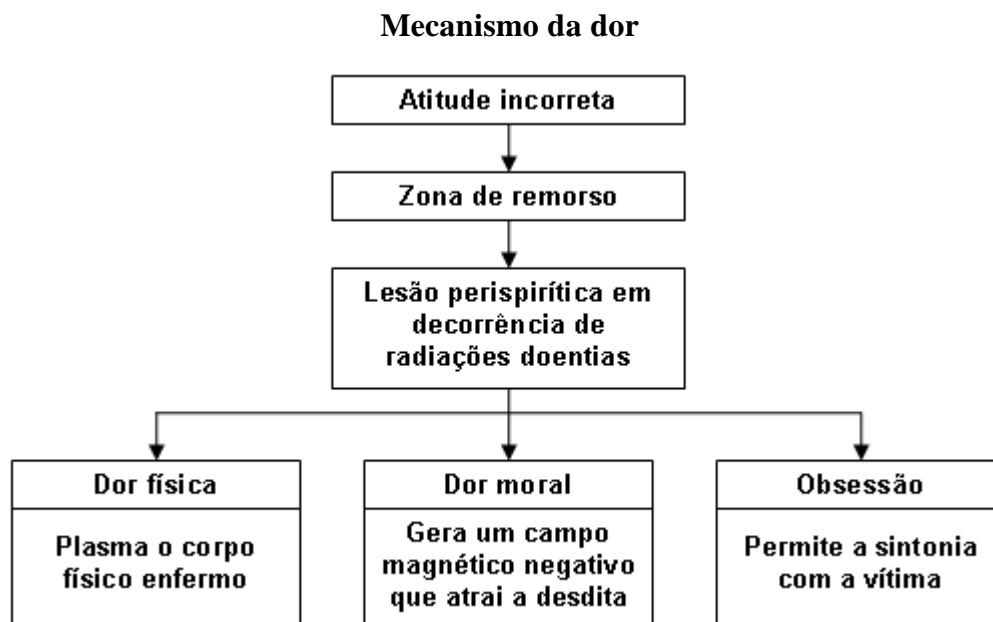 Mecanismo da dor
Atitude incorreta
Zona de remorso
Lesão perispirítica em
decorrência de
radiações doentias
Dor física
Plasma o corpo
físico enfermo
Dor moral
Gera um campo
magnético negativo
que atrai a desdita
Obsessão
Permite a sintonia
com a vítima